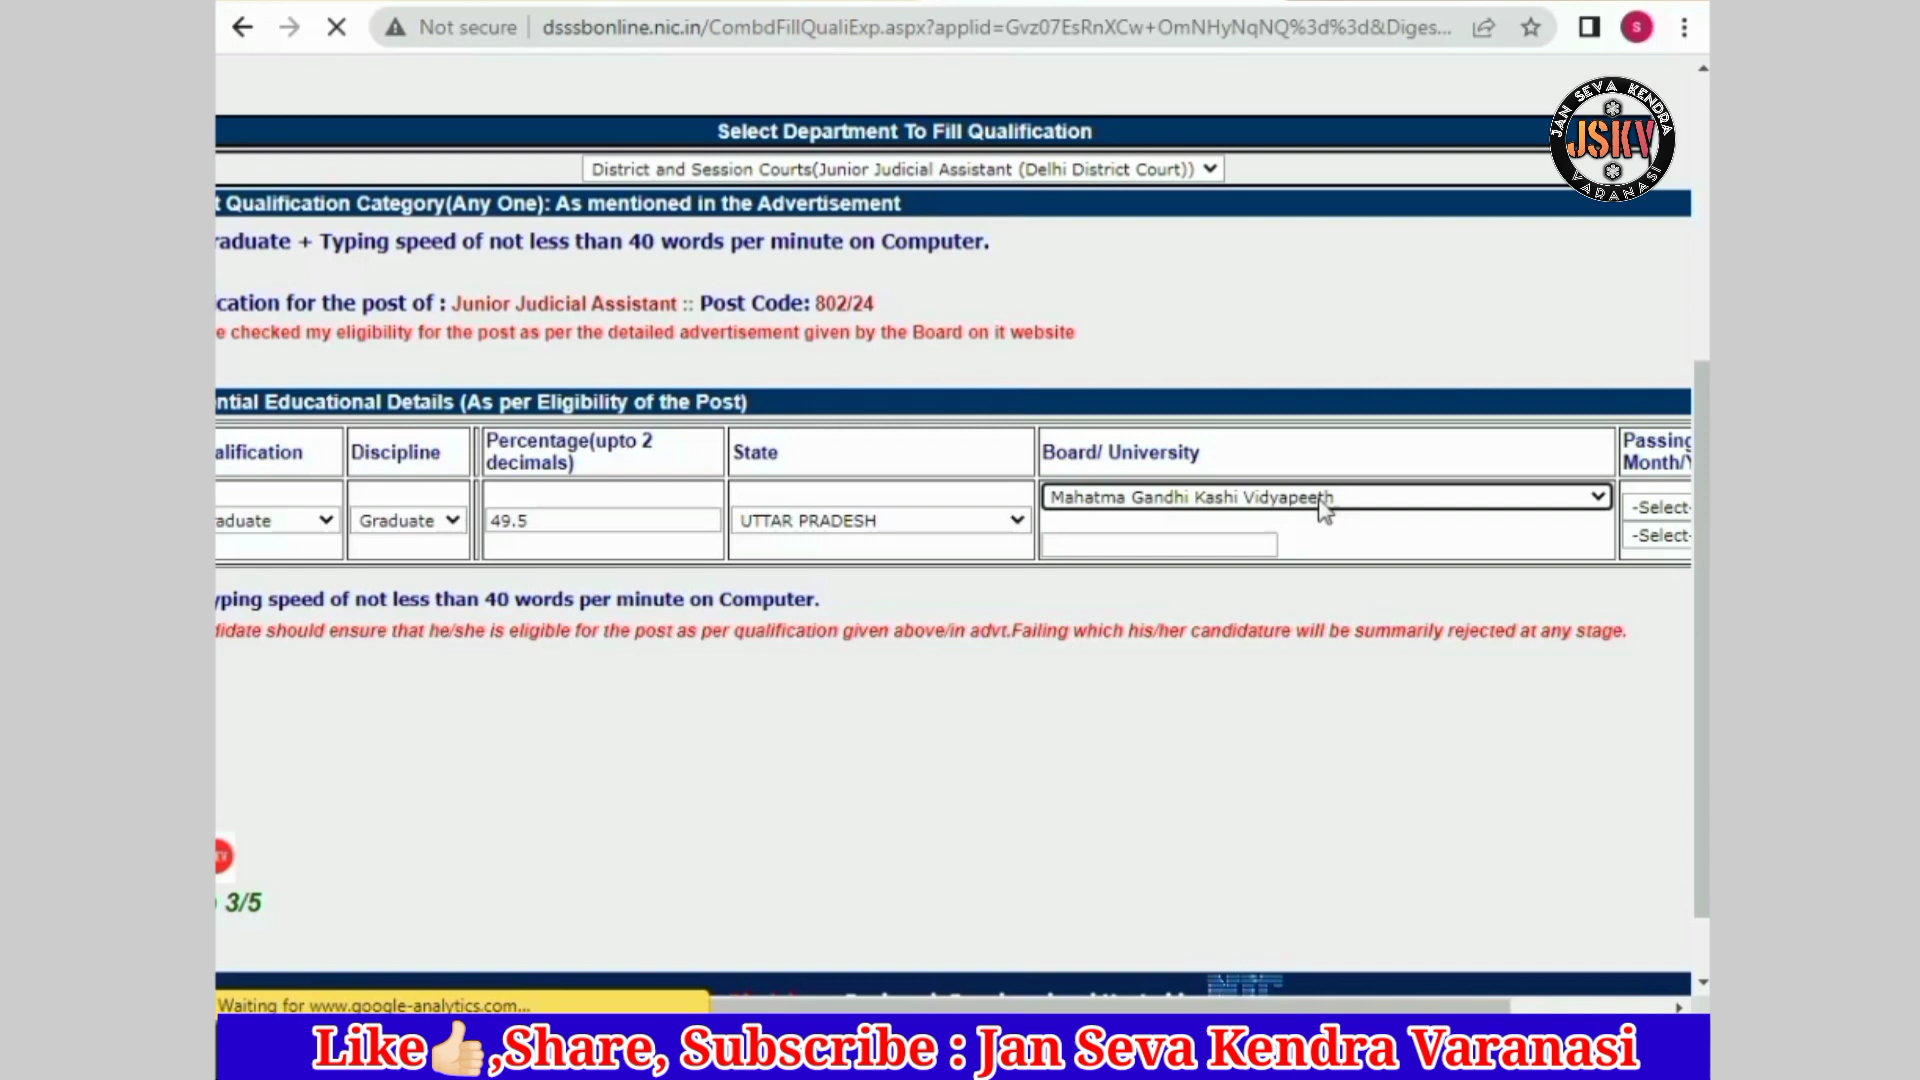 Not secure
dsssbonline.nic.in/CombdFillQualiExp.aspx?applid=Gvz07EsRnXCw+OmNHyNqNQ%3d%3d&Diges...
S
JAN SEVA KENDRA
JSKV
VARANASI
Select Department To Fill Qualification
District and Session Courts(Junior Judicial Assistant (Delhi District Court))
t Qualification Category(Any One): As mentioned in the Advertisement
raduate + Typing speed of not less than 40 words per minute on Computer.
cation for the post of : Junior Judicial Assistant :: Post Code: 802/24
e checked my eligibility for the post as per the detailed advertisement given by the Board on it website
ntial Educational Details (As per Eligibility of the Post)
alification
Discipline
Percentage(upto 2
decimals)
State
Board/ University
Passing
Month/Y
aduate
Graduate
49.5
UTTAR PRADESH
Mahatma Gandhi Kashi Vidyapeeth
-Select-
-Select-
yping speed of not less than 40 words per minute on Computer.
didate should ensure that he/she is eligible for the post as per qualification given above/in advt.Failing which his/her candidature will be summarily rejected at any stage.
3/5
Waiting for www.google-analytics.com...
Like👍🏻,Share, Subscribe : Jan Seva Kendra Varanasi